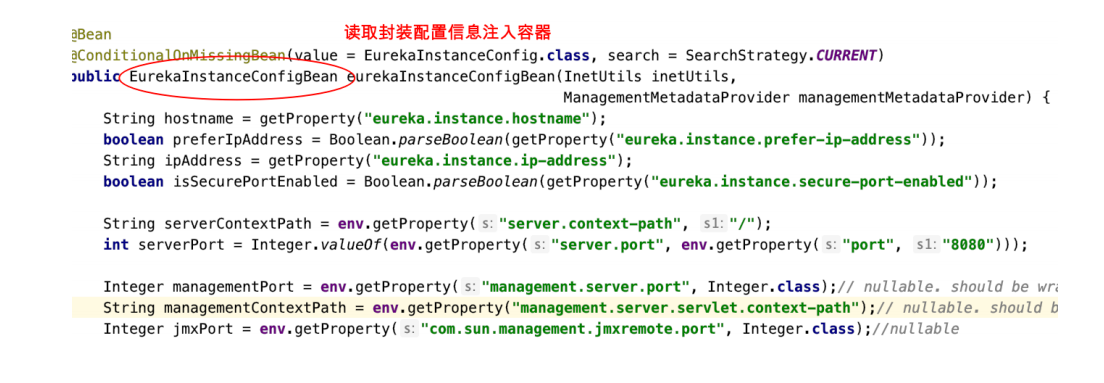 @Bean 读取封装配置信息注入容器
@ConditionalOnMissingBean(value = EurekaInstanceConfig.class, search = SearchStrategy.CURRENT)
public EurekaInstanceConfigBean eurekaInstanceConfigBean(InetUtils inetUtils,
ManagementMetadataProvider managementMetadataProvider) {
String hostname = getProperty("eureka.instance.hostname");
boolean preferIpAddress = Boolean.parseBoolean(getProperty("eureka.instance.prefer-ip-address"));
String ipAddress = getProperty("eureka.instance.ip-address");
boolean isSecurePortEnabled = Boolean.parseBoolean(getProperty("eureka.instance.secure-port-enabled"));
String serverContextPath = env.getProperty( s: "server.context-path", s1: "/");
int serverPort = Integer.valueOf(env.getProperty( s: "server.port", env.getProperty( s: "port", s1: "8080")));
Integer managementPort = env.getProperty( s: "management.server.port", Integer.class);// nullable. should be wra
String managementContextPath = env.getProperty("management.server.servlet.context-path");// nullable. should b
Integer jmxPort = env.getProperty( s: "com.sun.management.jmxremote.port", Integer.class);//nullable